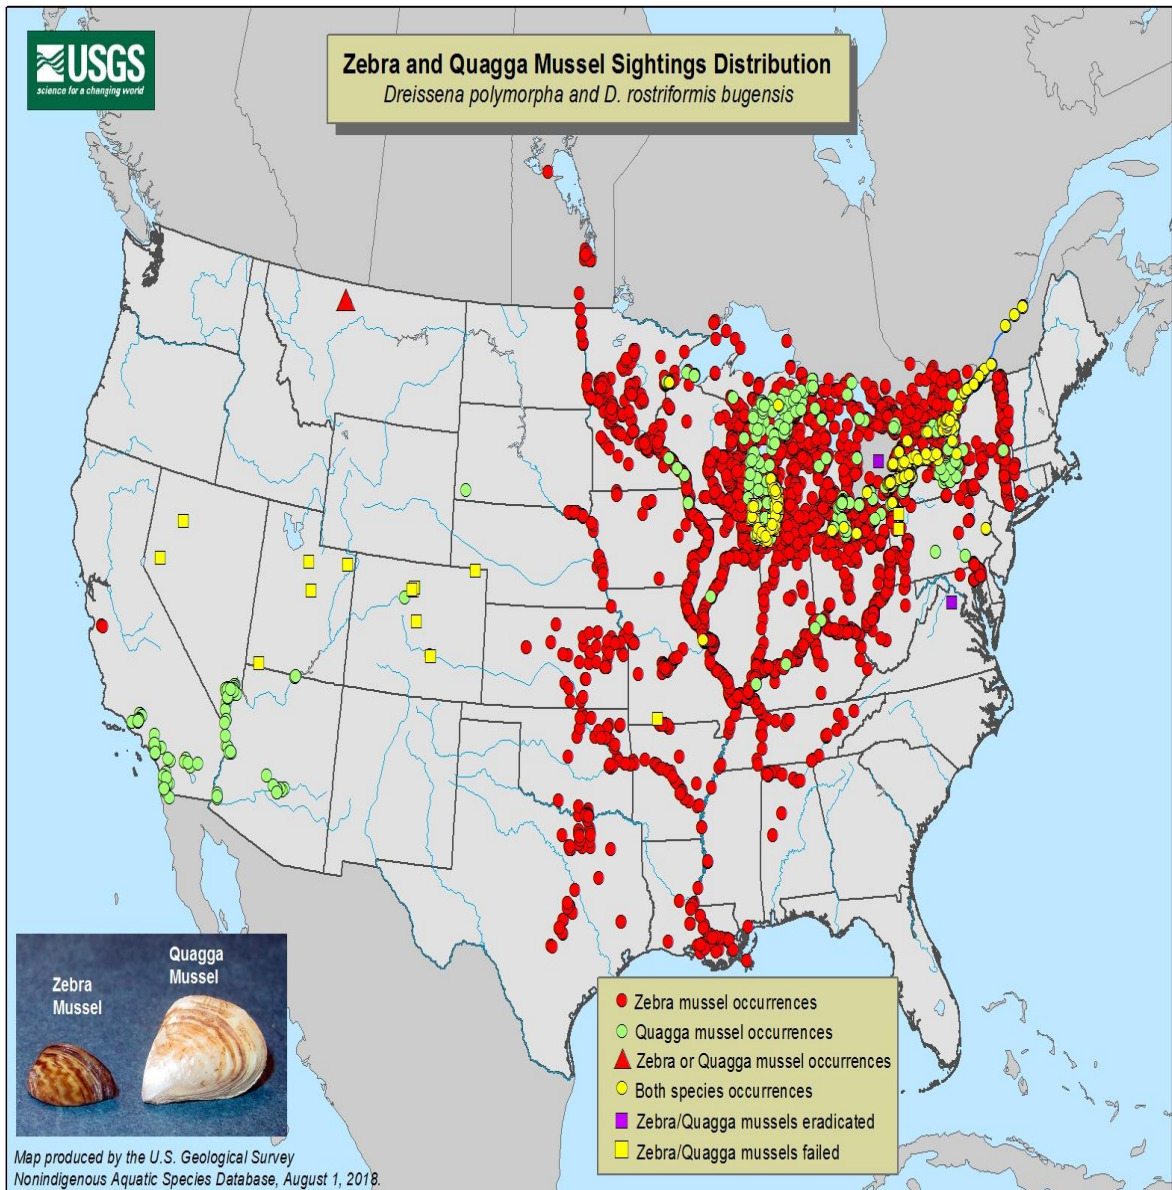 USGS
science for a changing world
Zebra and Quagga Mussel Sightings Distribution
Dreissena polymorpha and D. rostriformis bugensis
Zebra
Mussel
Quagga
Mussel
Zebra mussel occurrences
Quagga mussel occurrences
Zebra or Quagga mussel occurrences
Both species occurrences
Zebra/Quagga mussels eradicated
Zebra/Quagga mussels failed
Map produced by the U.S. Geological Survey
Nonindigenous Aquatic Species Database, August 1, 2018.